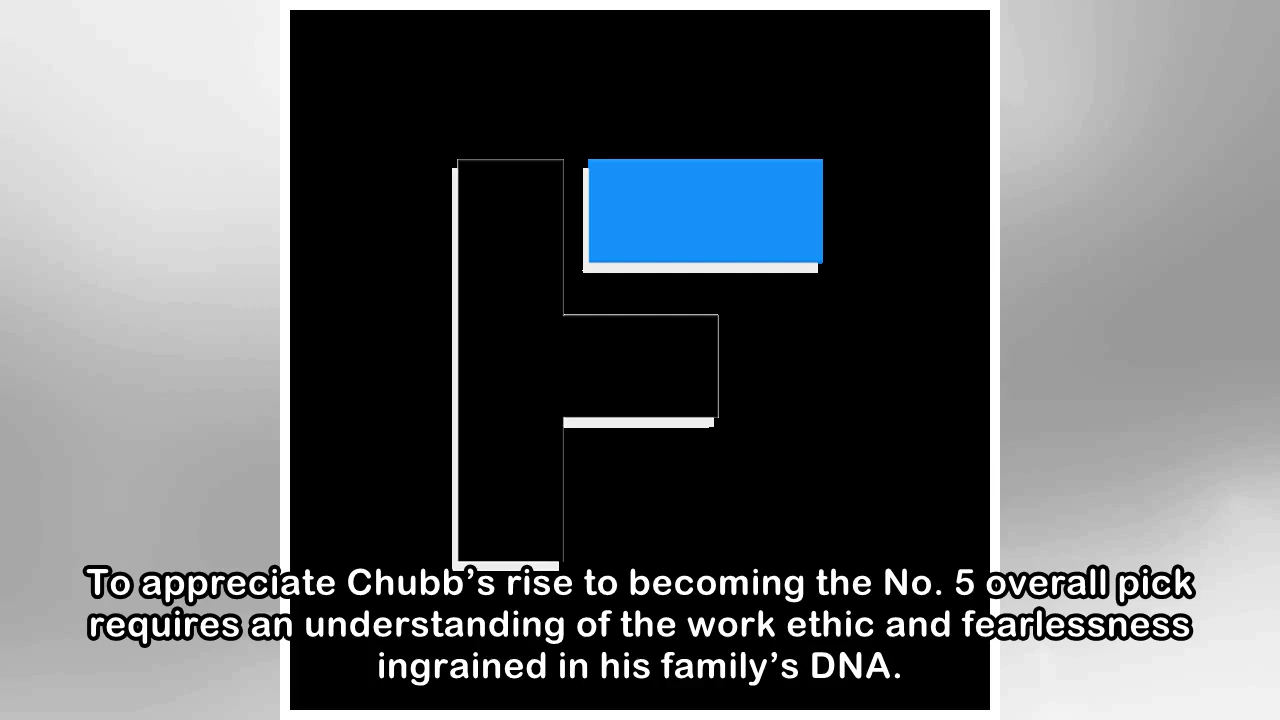 To appreciate Chubb’s rise to becoming the No. 5 overall pick
requires an understanding of the work ethic and fearlessness
ingrained in his family’s DNA.